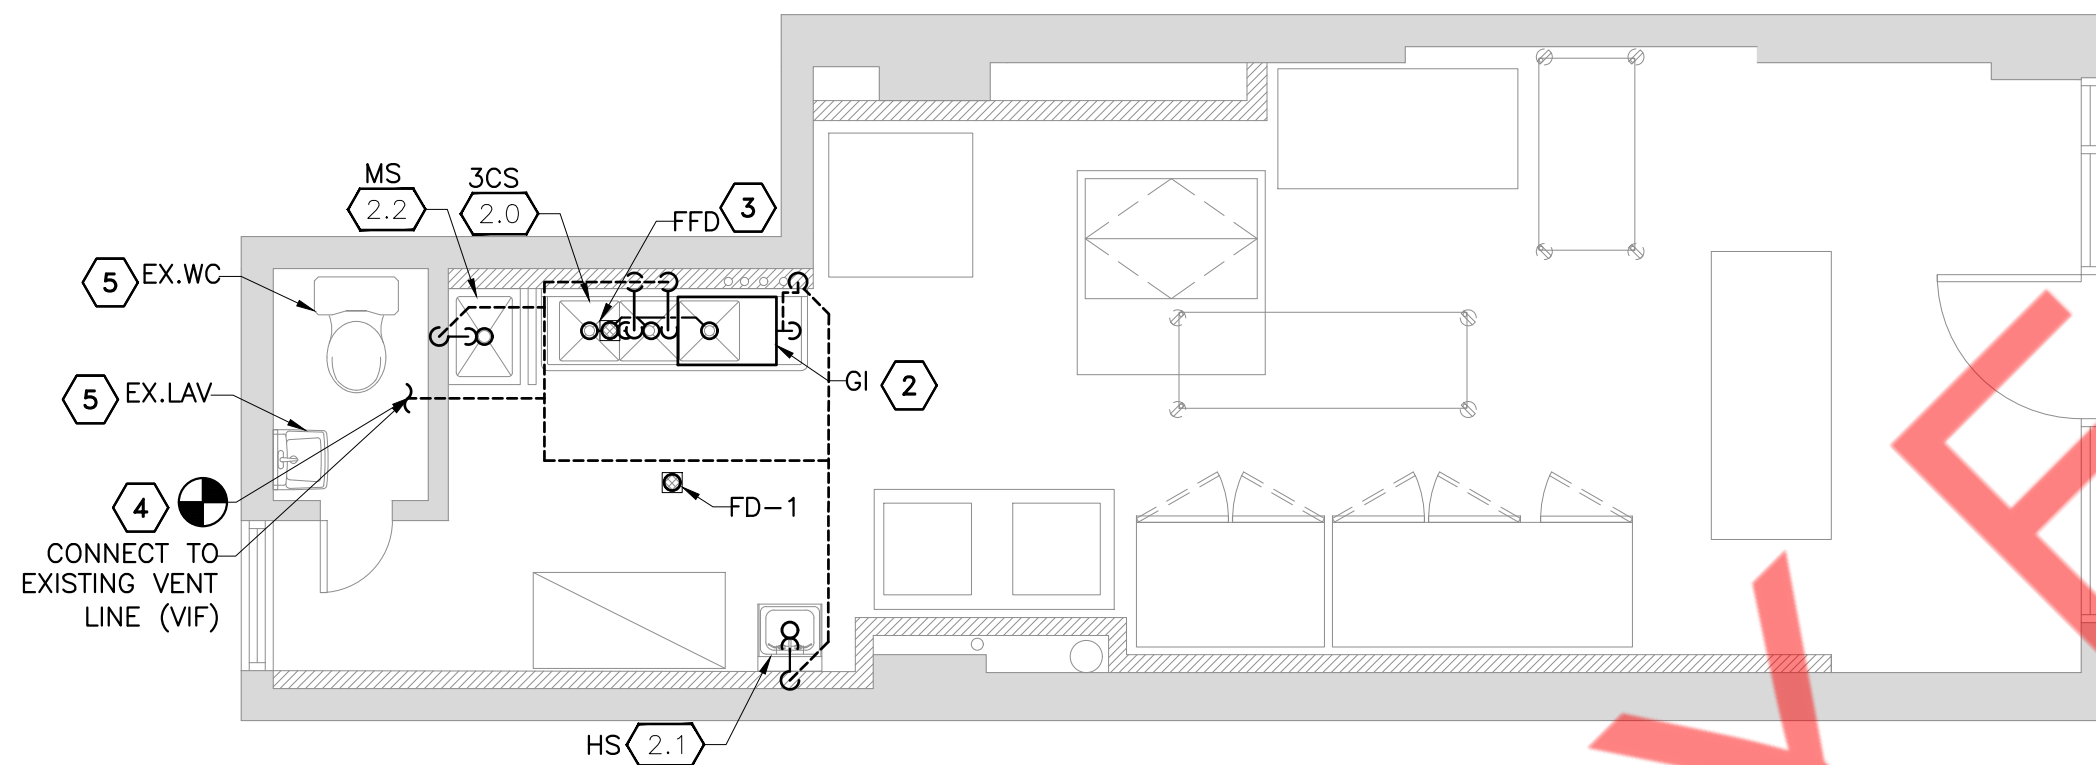 MS
2.2
3CS
2.0
FFD
3
5
EX.WC
5
EX.LAV
GI
2
4
FD-1
CONNECT TO
EXISTING VENT
LINE (VIF)
HS
2.1